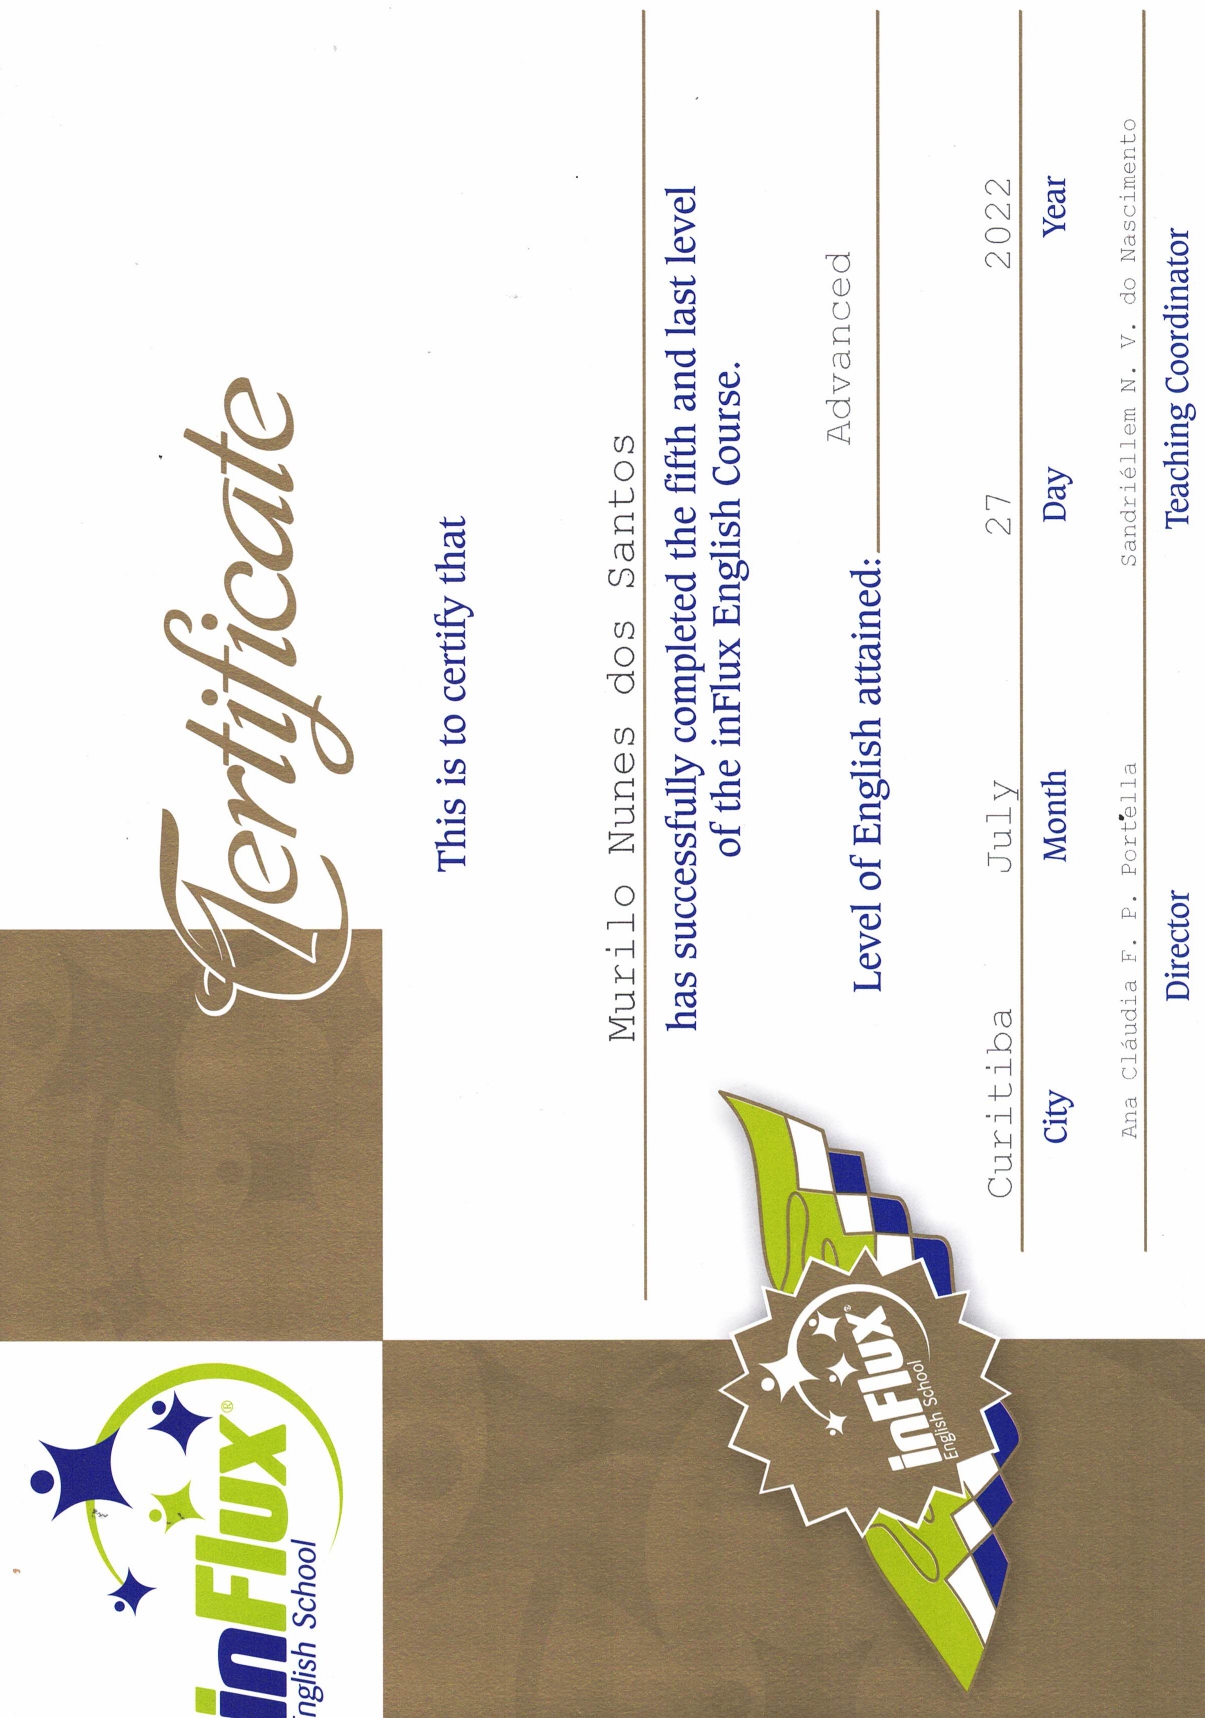 inFlux®
English School
Certificate
This is to certify that
Murilo Nunes dos Santos
has successfully completed the fifth and last level
of the inFlux English Course.
inFlux®
English School
Level of English attained: Advanced
Curitiba July 27 2022
City Month Day Year
Ana Cláudia F. P. Portella Sandriéllem N. V. do Nascimento
Director Teaching Coordinator